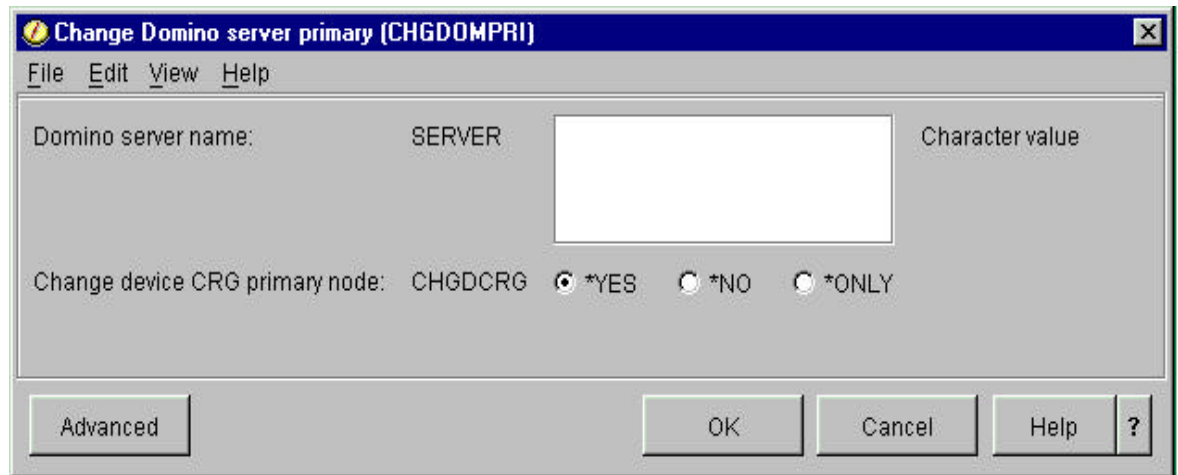 Change Domino server primary (CHGDOMPRI)
File Edit View Help
Domino server name: SERVER Character value
Change device CRG primary node: CHGDCRG *YES *NO *ONLY
Advanced OK Cancel Help ?